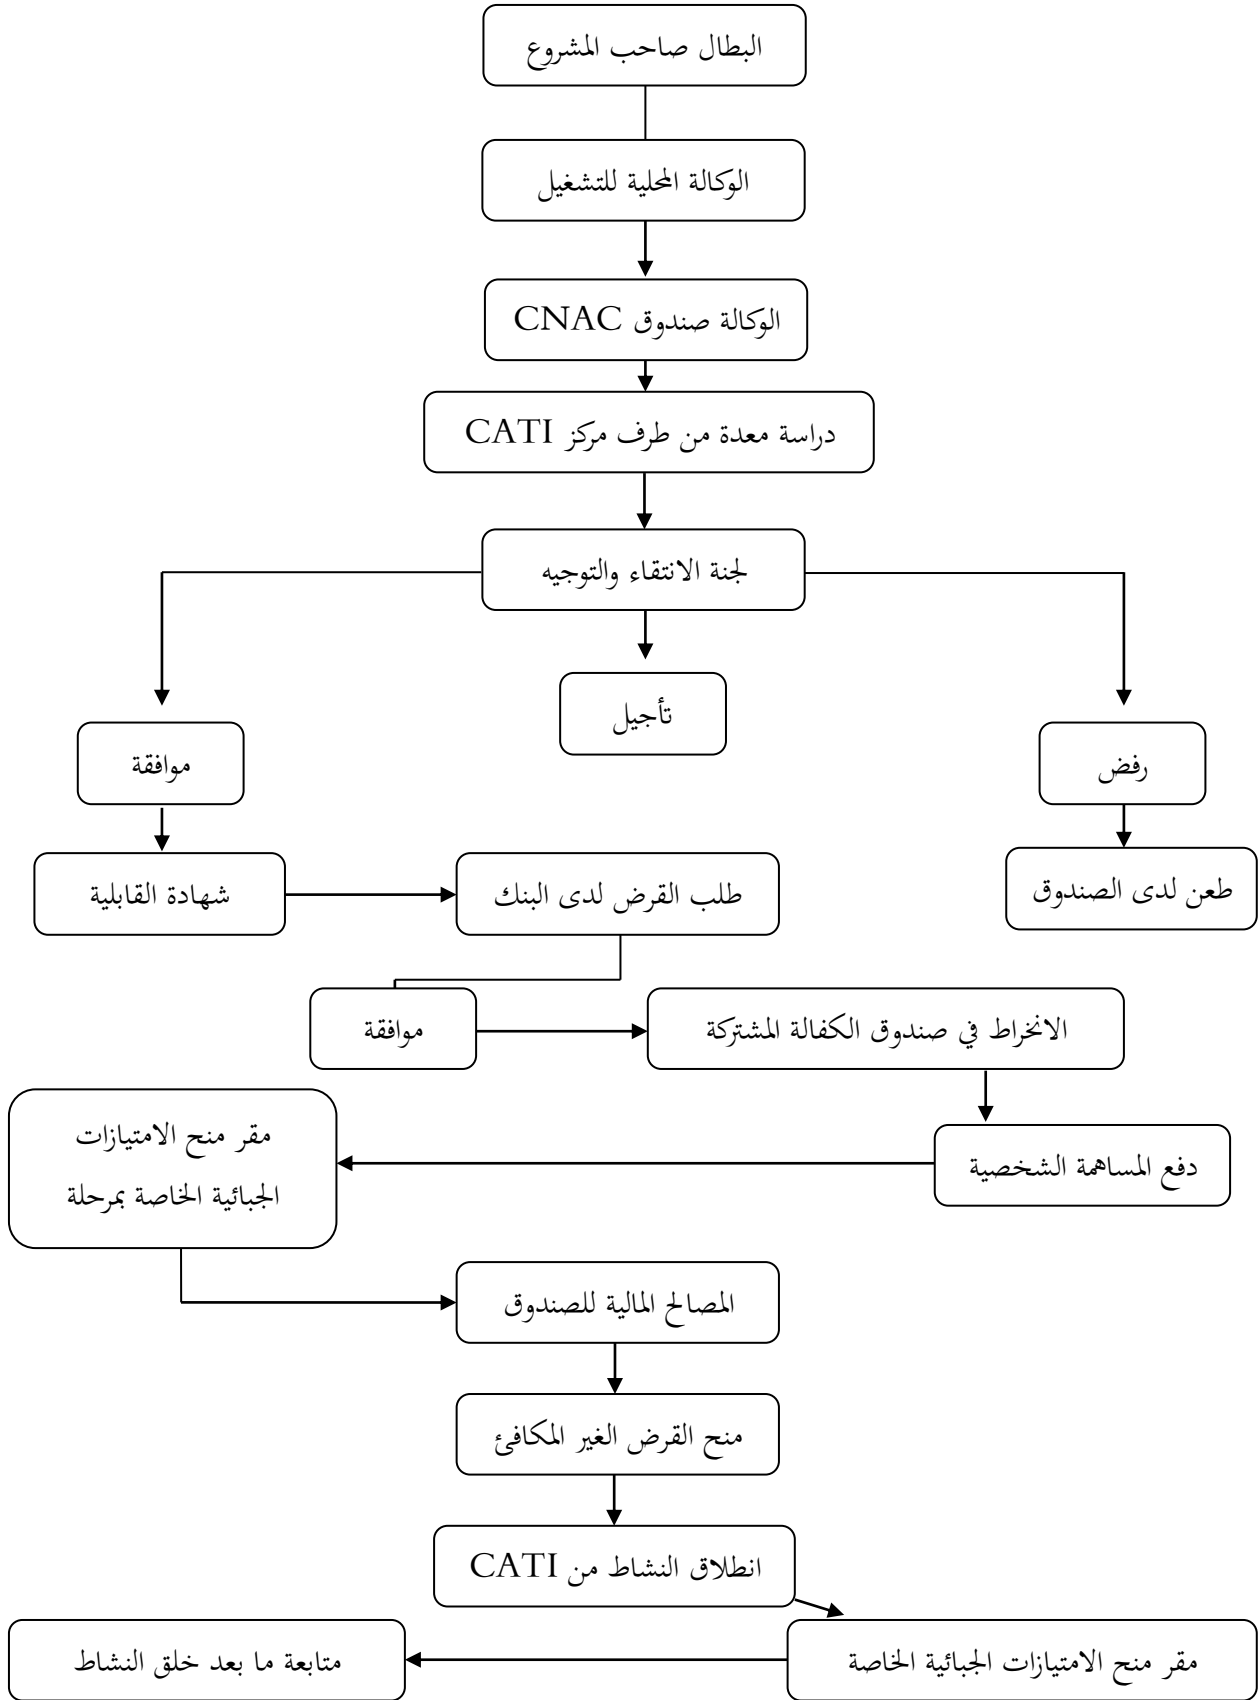 البطال صاحب المشروع
الوكالة المحلية للتشغيل
الوكالة صندوق CNAC
دراسة معدة من طرف مركز CATI
لجنة الانتقاء والتوجيه
تأجيل
رفض
موافقة
طعن لدى الصندوق
طلب القرض لدى البنك
شهادة القابلية
الانخراط في صندوق الكفالة المشتركة
موافقة
مقر منح الامتيازات
الجبائية الخاصة بمرحلة
دفع المساهمة الشخصية
المصالح المالية للصندوق
منح القرض الغير المكافئ
انطلاق النشاط من CATI
مقر منح الامتيازات الجبائية الخاصة
متابعة ما بعد خلق النشاط